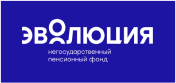 эволюция
негосударственный
пенсионный фонд